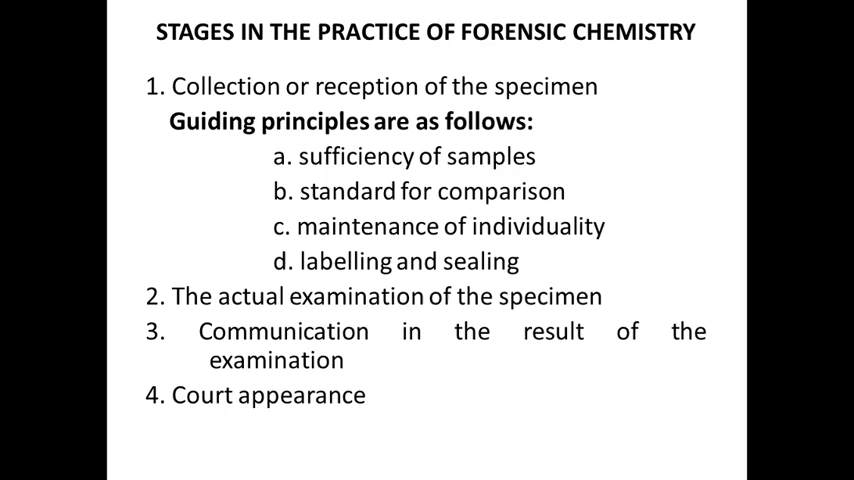 STAGES IN THE PRACTICE OF FORENSIC CHEMISTRY
1. Collection or reception of the specimen
Guiding principles are as follows:
a. sufficiency of samples
b. standard for comparison
c. maintenance of individuality
d. labelling and sealing
2. The actual examination of the specimen
3. Communication in the result of the
examination
4. Court appearance